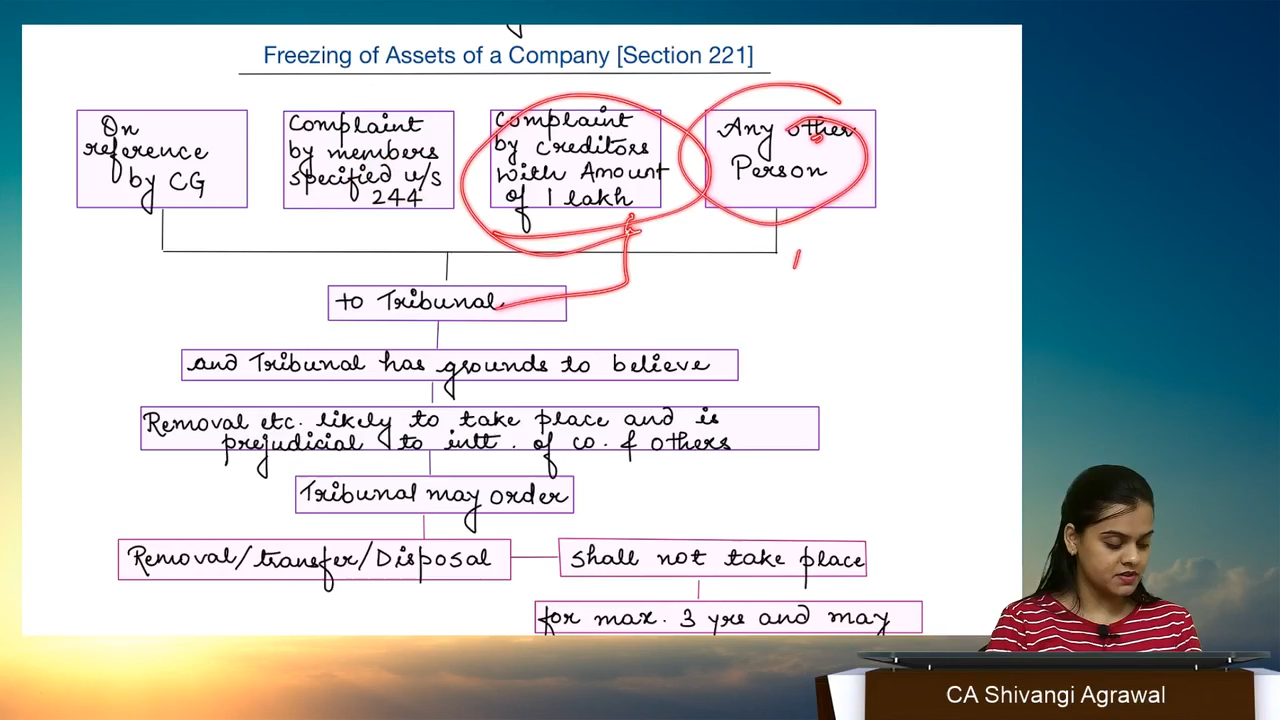 Freezing of Assets of a Company [Section 221]
On
reference
by CG
Complaint
by members
specified u/s
244
Complaint
by creditors
with Amount
of 1 lakh
Any other
Person
to Tribunal
and Tribunal has grounds to believe
Removal etc. likely to take place and is
prejudicial to intt. of co. & others
Tribunal may order
Removal/transfer/Disposal
shall not take place
for max. 3 yrs and may
CA Shivangi Agrawal